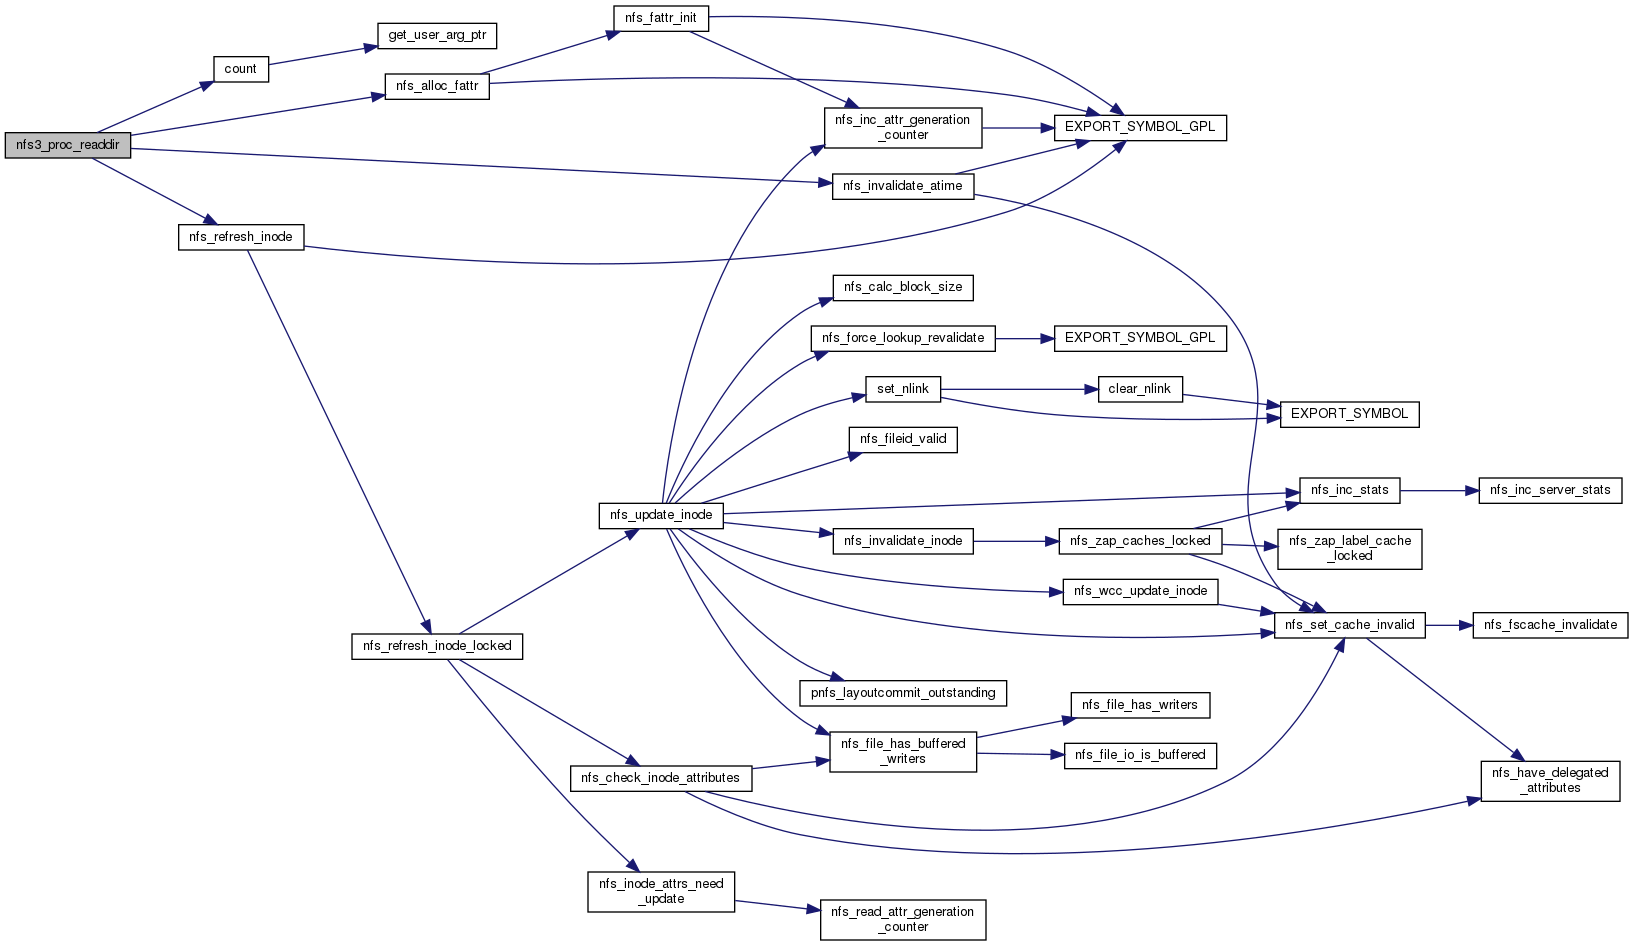 nfs_fattr_init
get_user_arg_ptr
count
nfs_alloc_fattr
nfs_inc_attr_generation
_counter
EXPORT_SYMBOL_GPL
nfs3_proc_readdir
nfs_invalidate_atime
nfs_refresh_inode
nfs_calc_block_size
nfs_force_lookup_revalidate
EXPORT_SYMBOL_GPL
set_nlink
clear_nlink
EXPORT_SYMBOL
nfs_fileid_valid
nfs_inc_stats
nfs_inc_server_stats
nfs_update_inode
nfs_invalidate_inode
nfs_zap_caches_locked
nfs_zap_label_cache
_locked
nfs_wcc_update_inode
nfs_set_cache_invalid
nfs_fscache_invalidate
nfs_refresh_inode_locked
pnfs_layoutcommit_outstanding
nfs_file_has_writers
nfs_file_has_buffered
_writers
nfs_file_io_is_buffered
nfs_check_inode_attributes
nfs_have_delegated
_attributes
nfs_inode_attrs_need
_update
nfs_read_attr_generation
_counter